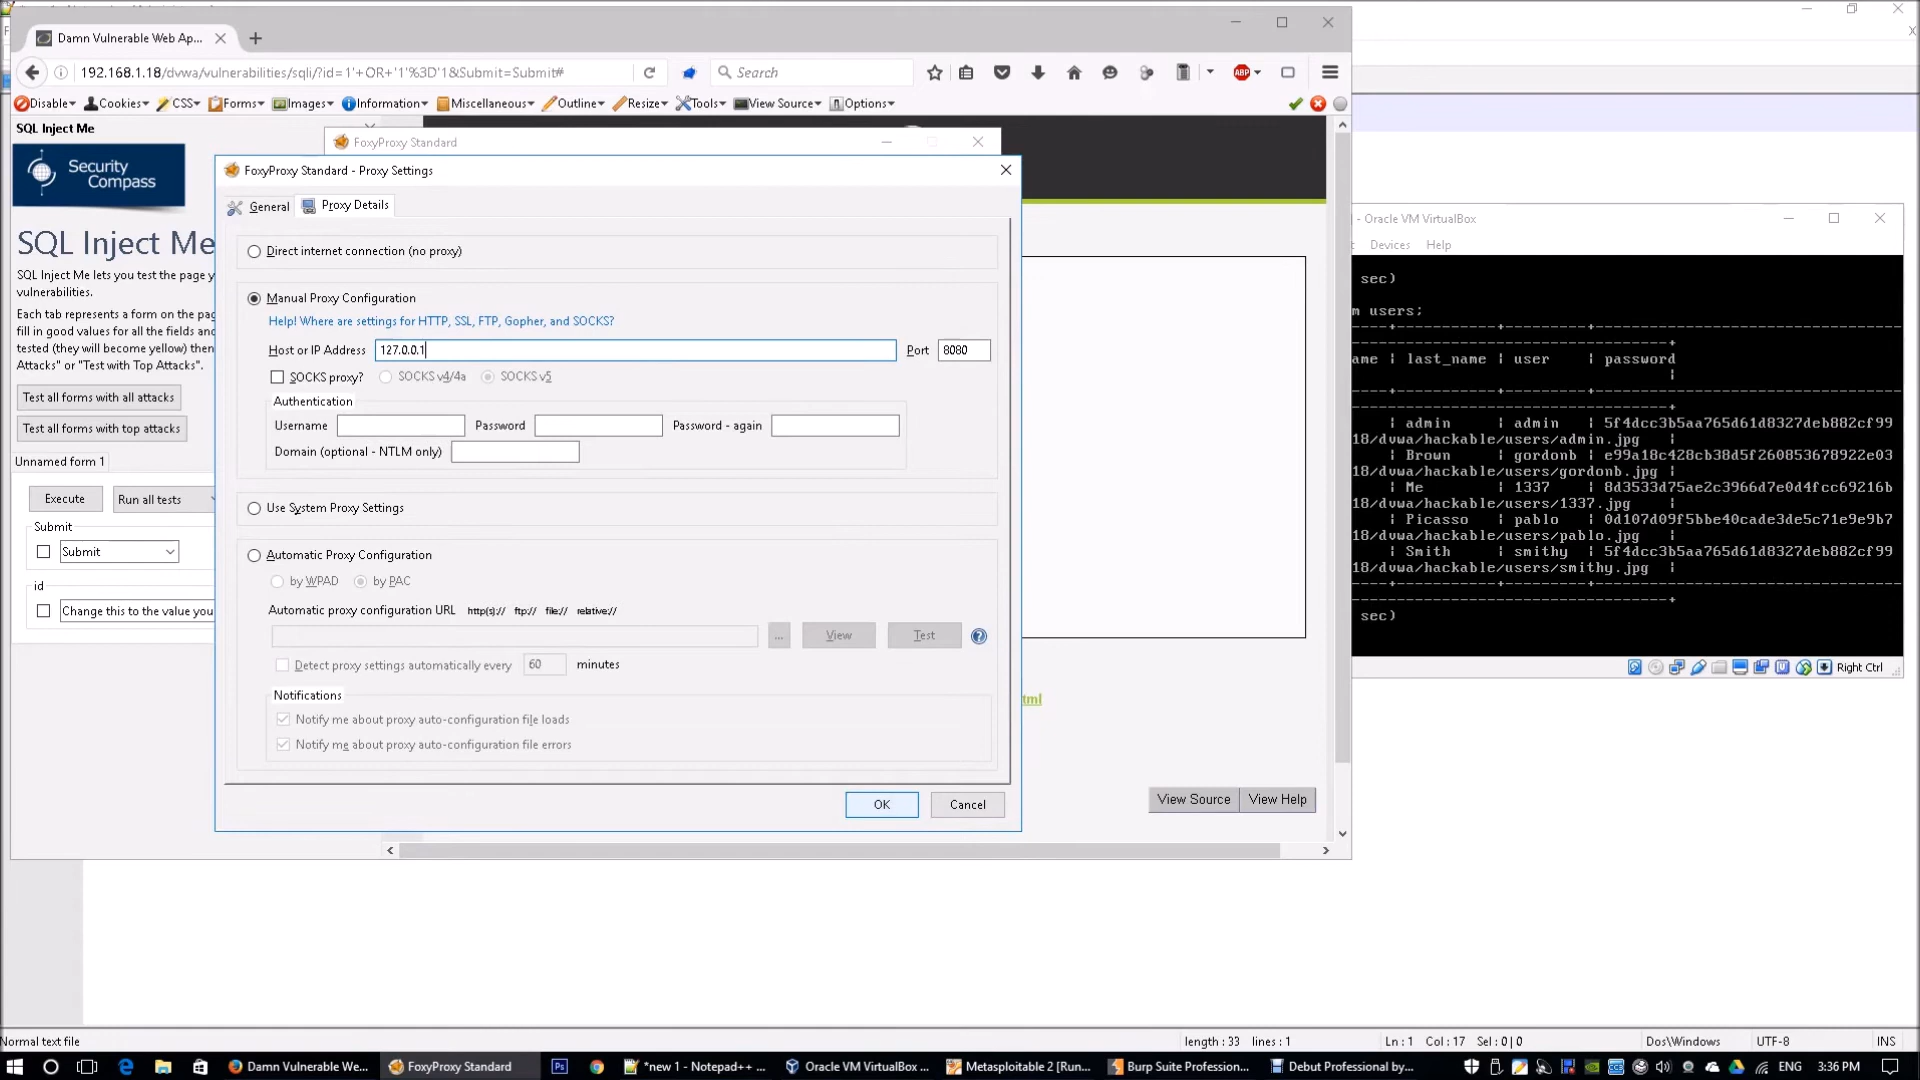 Damn Vulnerable Web Ap...
192.168.1.18/dvwa/vulnerabilities/sqli/?id=1'+OR+'1'%3D'1&Submit=Submit#
Search
ABP
Disable
Cookies
CSS
Forms
Images
Information
Miscellaneous
Outline
Resize
Tools
View Source
Options
SQL Inject Me
Security
Compass
SQL Inject Me
SQL Inject Me lets you test the page y
vulnerabilities.
Each tab represents a form on the pag
fill in good values for all the fields and
tested (they will become yellow) then
Attacks" or "Test with Top Attacks".
Test all forms with all attacks
Test all forms with top attacks
Unnamed form 1
Execute
Run all tests
Submit
Submit
id
Change this to the value you
FoxyProxy Standard
FoxyProxy Standard - Proxy Settings
General
Proxy Details
Direct internet connection (no proxy)
Manual Proxy Configuration
Help! Where are settings for HTTP, SSL, FTP, Gopher, and SOCKS?
Host or IP Address 127.0.0.1 Port 8080
SOCKS proxy? SOCKS v4/4a SOCKS v5
Authentication
Username Password Password - again
Domain (optional - NTLM only)
Use System Proxy Settings
Automatic Proxy Configuration
by WPAD by PAC
Automatic proxy configuration URL http(s):// ftp:// file:// relative://
... View Test ?
Detect proxy settings automatically every 60 minutes
Notifications
Notify me about proxy auto-configuration file loads
Notify me about proxy auto-configuration file errors
OK Cancel
tml
View Source View Help
- Oracle VM VirtualBox
t Devices Help
sec)
m users;
ame | last_name | user | password
|
| admin | admin | 5f4dcc3b5aa765d61d8327deb882cf99
18/dvwa/hackable/users/admin.jpg |
| Brown | gordonb | e99a18c428cb38d5f260853678922e03
18/dvwa/hackable/users/gordonb.jpg |
| Me | 1337 | 8d3533d75ae2c3966d7e0d4fcc69216b
18/dvwa/hackable/users/1337.jpg |
| Picasso | pablo | 0d107d09f5bbe40cade3de5c71e9e9b7
18/dvwa/hackable/users/pablo.jpg |
| Smith | smithy | 5f4dcc3b5aa765d61d8327deb882cf99
18/dvwa/hackable/users/smithy.jpg |
sec)
Right Ctrl
Normal text file
length : 33 lines : 1
Ln : 1 Col : 17 Sel : 0 | 0
Dos\Windows
UTF-8
INS
Damn Vulnerable We...
FoxyProxy Standard
Ps
*new 1 - Notepad++ ...
Oracle VM VirtualBox ...
Metasploitable 2 [Run...
Burp Suite Profession...
Debut Professional by...
ENG
3:36 PM